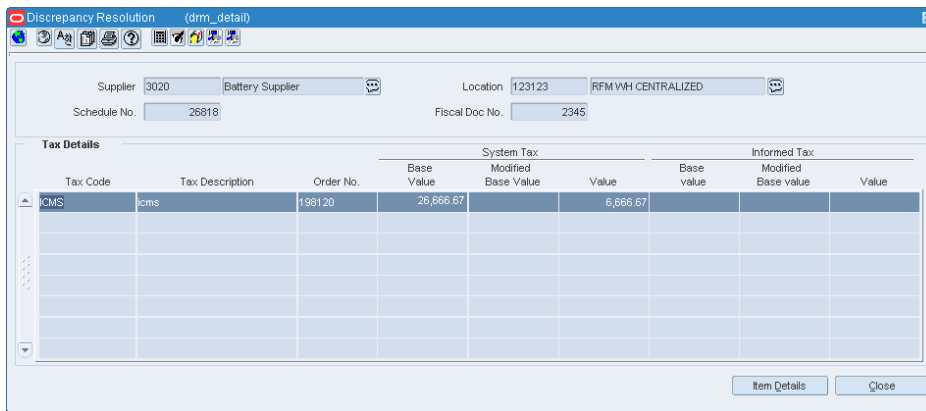 Discrepancy Resolution (drm_detail)
Supplier 3020 Battery Supplier Location 123123 RFM WH CENTRALIZED
Schedule No. 26818 Fiscal Doc No. 2345
Tax Details
System Tax Informed Tax
Base Modified Base Modified
Tax Code Tax Description Order No. Value Base Value Value value Base value Value
ICMS icms 198120 26,666.67 6,666.67
Item Details Close